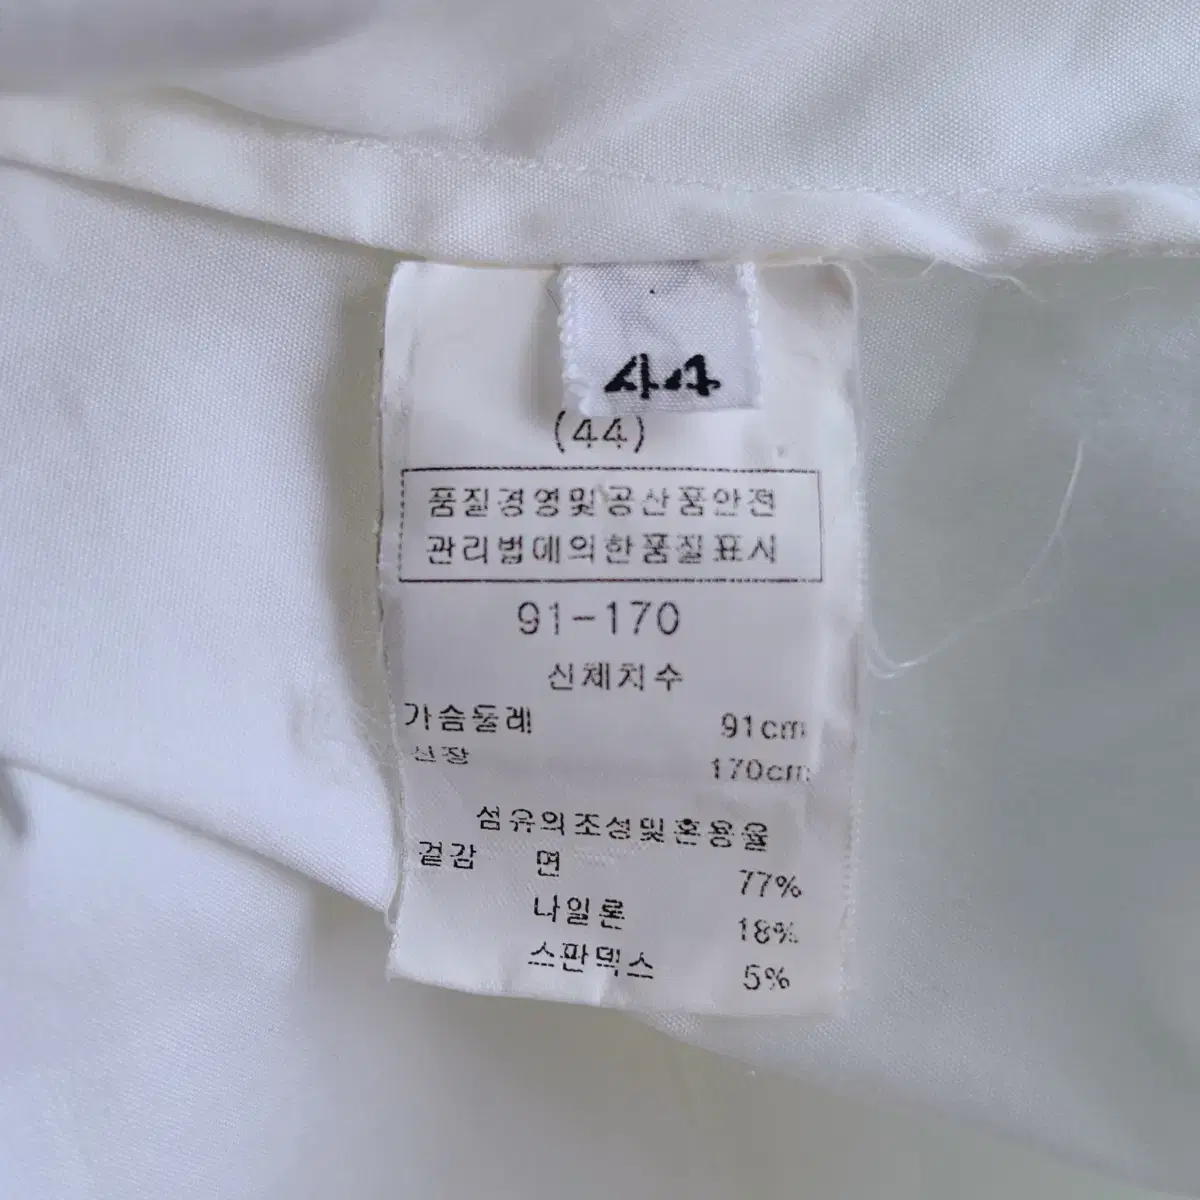 44
(44)
품질경영및공산품안전
관리법에의한품질표시
91-170
신체치수
가슴둘레 91cm
신장 170cm
섬유의조성및혼용율
겉감 면 77%
나일론 18%
스판덱스 5%